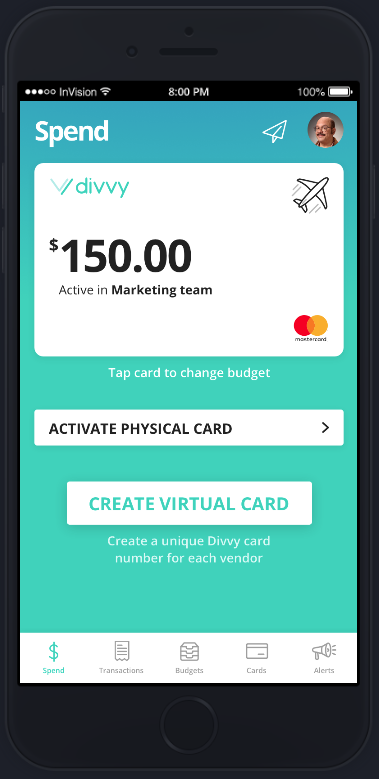 InVision 8:00 PM 100%
Spend
divvy
$150.00
Active in Marketing team
mastercard
Tap card to change budget
ACTIVATE PHYSICAL CARD
CREATE VIRTUAL CARD
Create a unique Divvy card
number for each vendor
Spend Transactions Budgets Cards Alerts